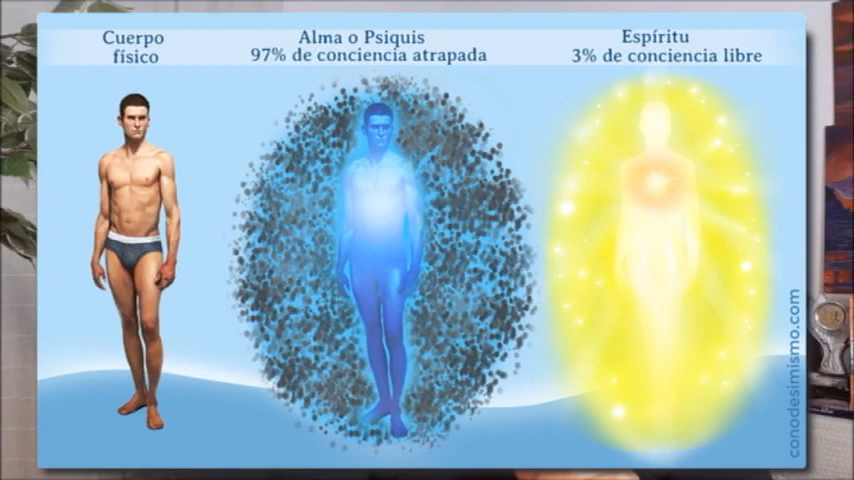 Cuerpo
físico
Alma o Psiquis
97% de conciencia atrapada
Espíritu
3% de conciencia libre
conodesimismo.com